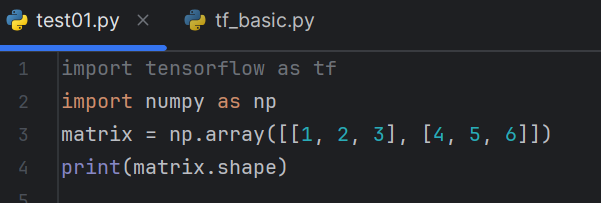 test01.py × tf_basic.py
1 import tensorflow as tf
2 import numpy as np
3 matrix = np.array([[1, 2, 3], [4, 5, 6]])
4 print(matrix.shape)
5